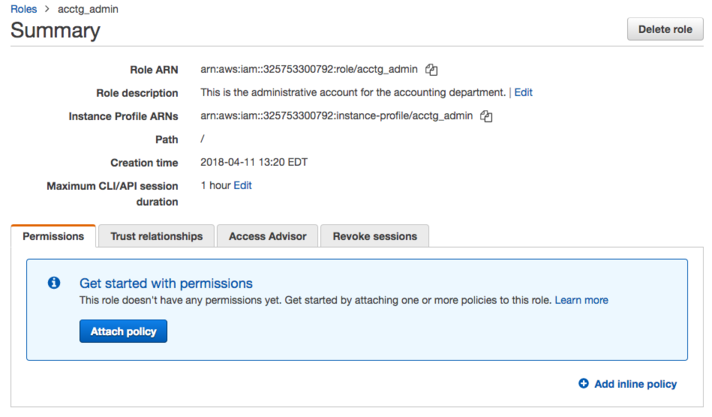 Roles > acctg_admin
Summary
Delete role
Role ARN arn:aws:iam::325753300792:role/acctg_admin
Role description This is the administrative account for the accounting department. | Edit
Instance Profile ARNs arn:aws:iam::325753300792:instance-profile/acctg_admin
Path /
Creation time 2018-04-11 13:20 EDT
Maximum CLI/API session 1 hour Edit
duration
Permissions Trust relationships Access Advisor Revoke sessions
Get started with permissions
This role doesn't have any permissions yet. Get started by attaching one or more policies to this role. Learn more
Attach policy
Add inline policy